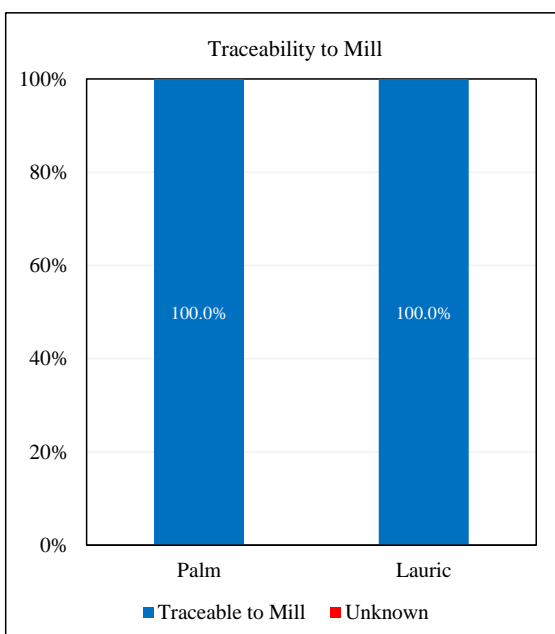 Traceability to Mill
100%
80%
60%
100.0% 100.0%
40%
20%
0%
Palm Lauric
Traceable to Mill Unknown